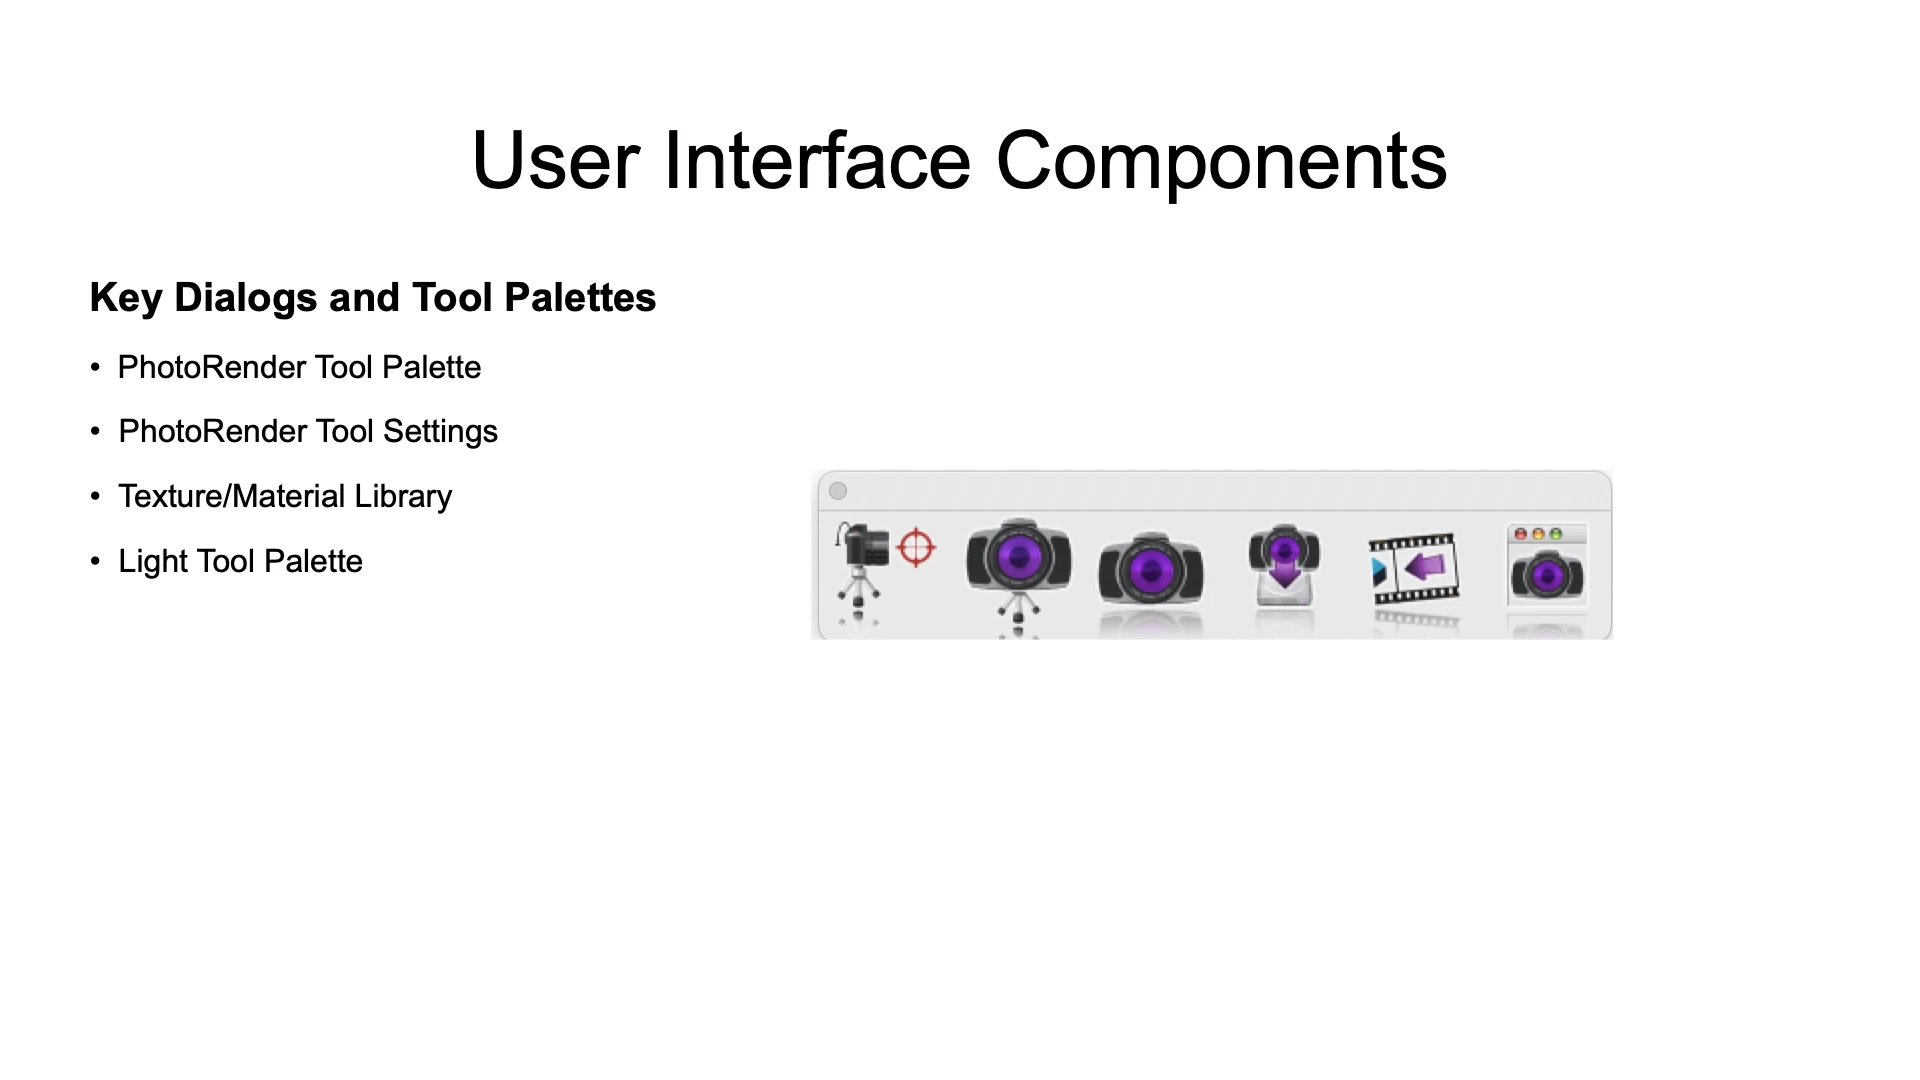 User Interface Components
Key Dialogs and Tool Palettes
• PhotoRender Tool Palette
• PhotoRender Tool Settings
• Texture/Material Library
• Light Tool Palette